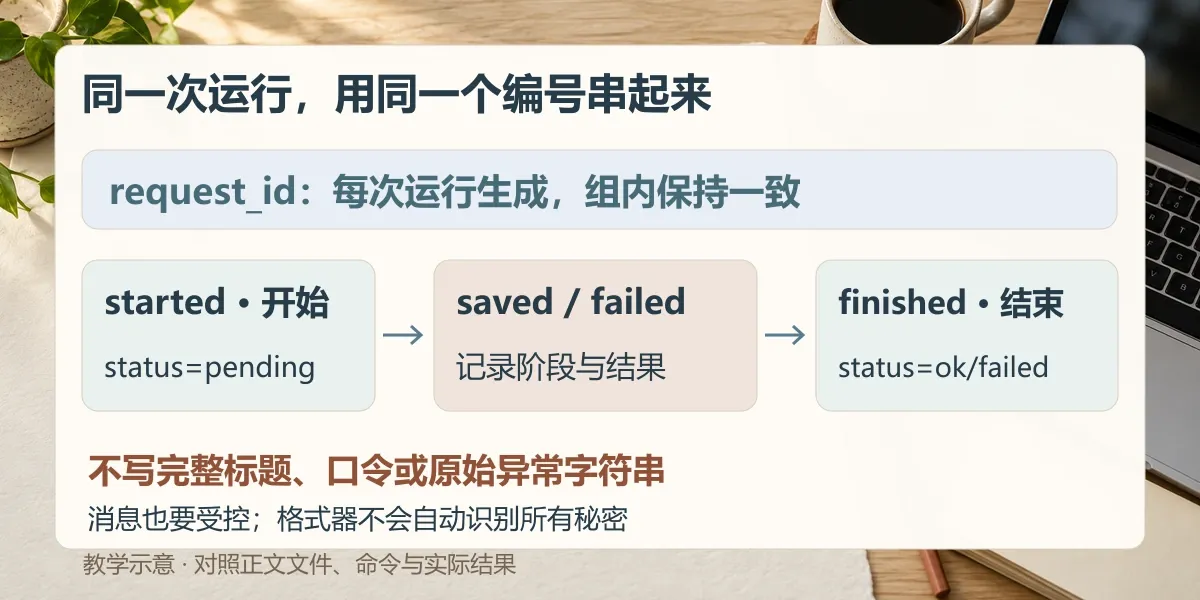 同一次运行，用同一个编号串起来
request_id：每次运行生成，组内保持一致
started · 开始
status=pending
saved / failed
记录阶段与结果
finished · 结束
status=ok/failed
不写完整标题、口令或原始异常字符串
消息也要受控；格式器不会自动识别所有秘密
教学示意 · 对照正文文件、命令与实际结果